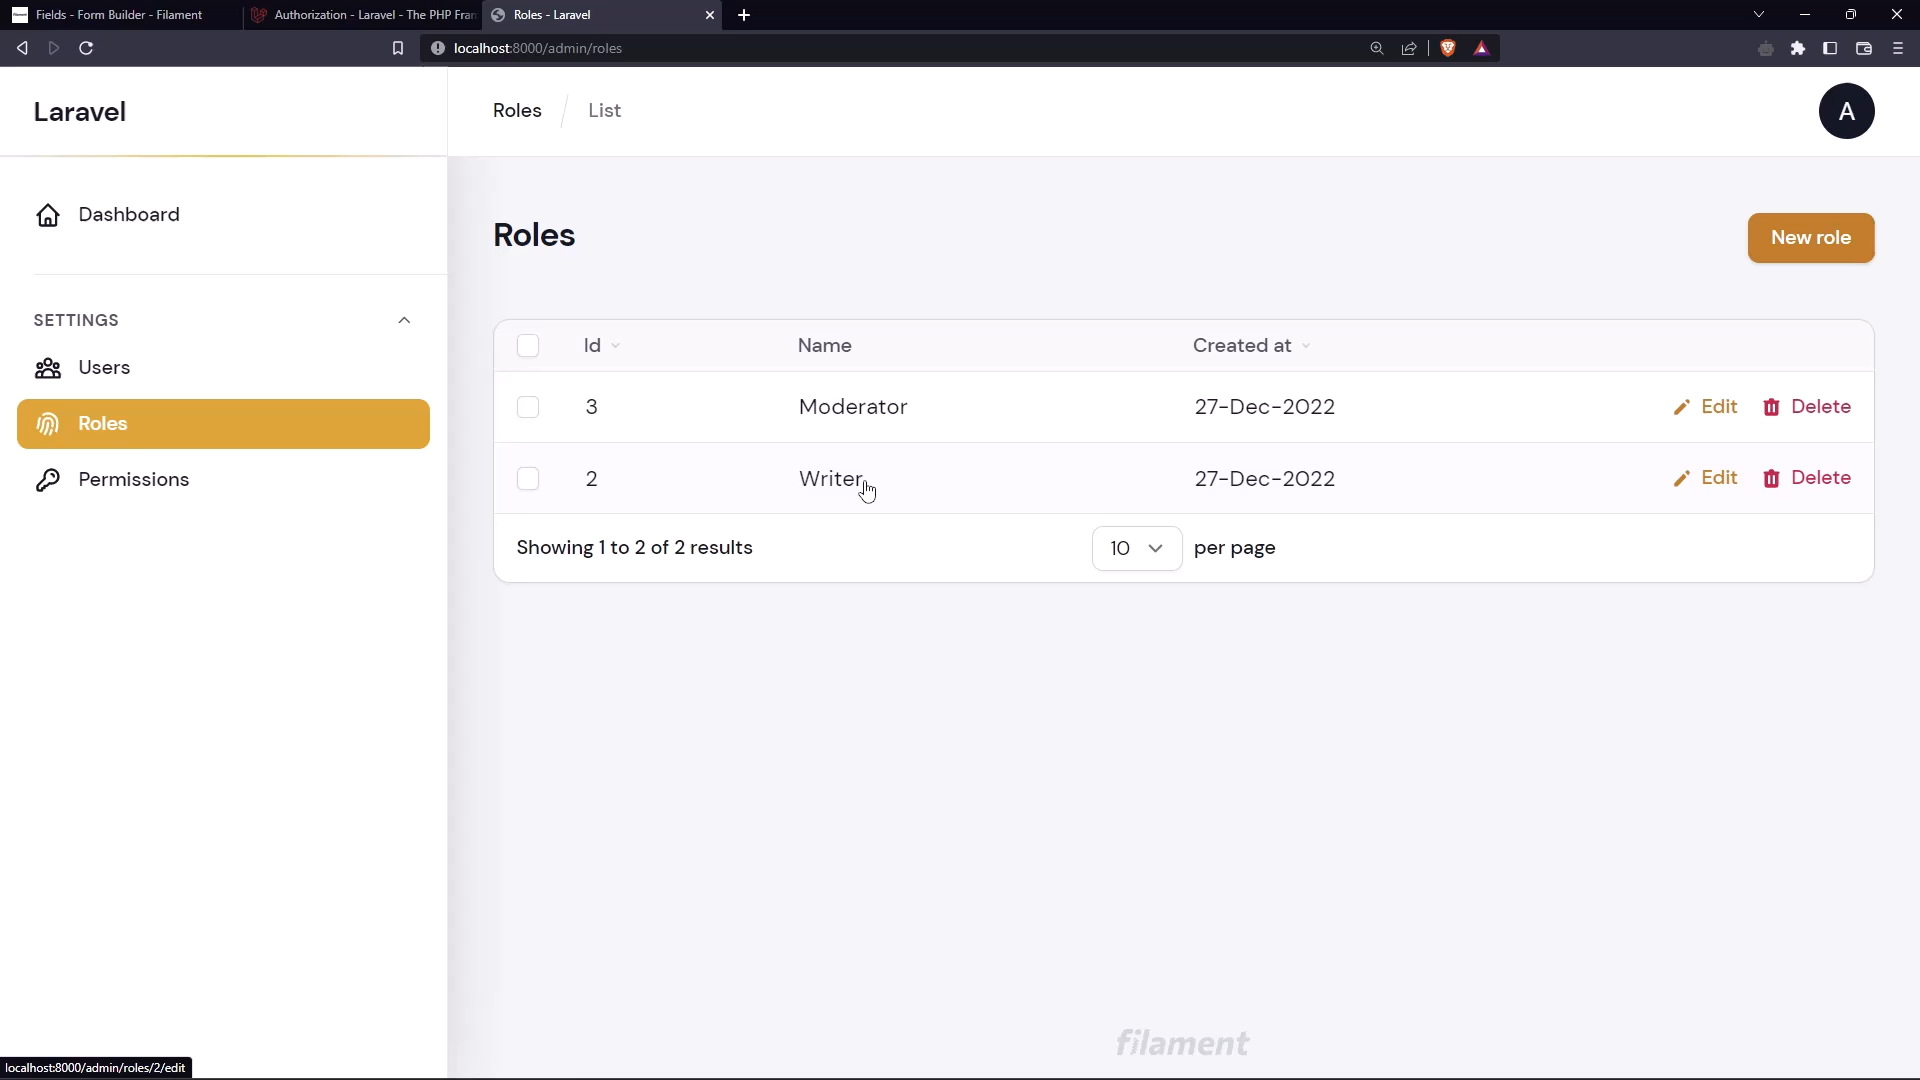 Fields - Form Builder - Filament
Authorization - Laravel - The PHP Fran
Roles - Laravel
localhost:8000/admin/roles
Laravel
Roles
List
A
Dashboard
SETTINGS
Users
Roles
Permissions
Roles
New role
Id
Name
Created at
3
Moderator
27-Dec-2022
Edit
Delete
2
Writer
27-Dec-2022
Edit
Delete
Showing 1 to 2 of 2 results
10
per page
filament
localhost:8000/admin/roles/2/edit